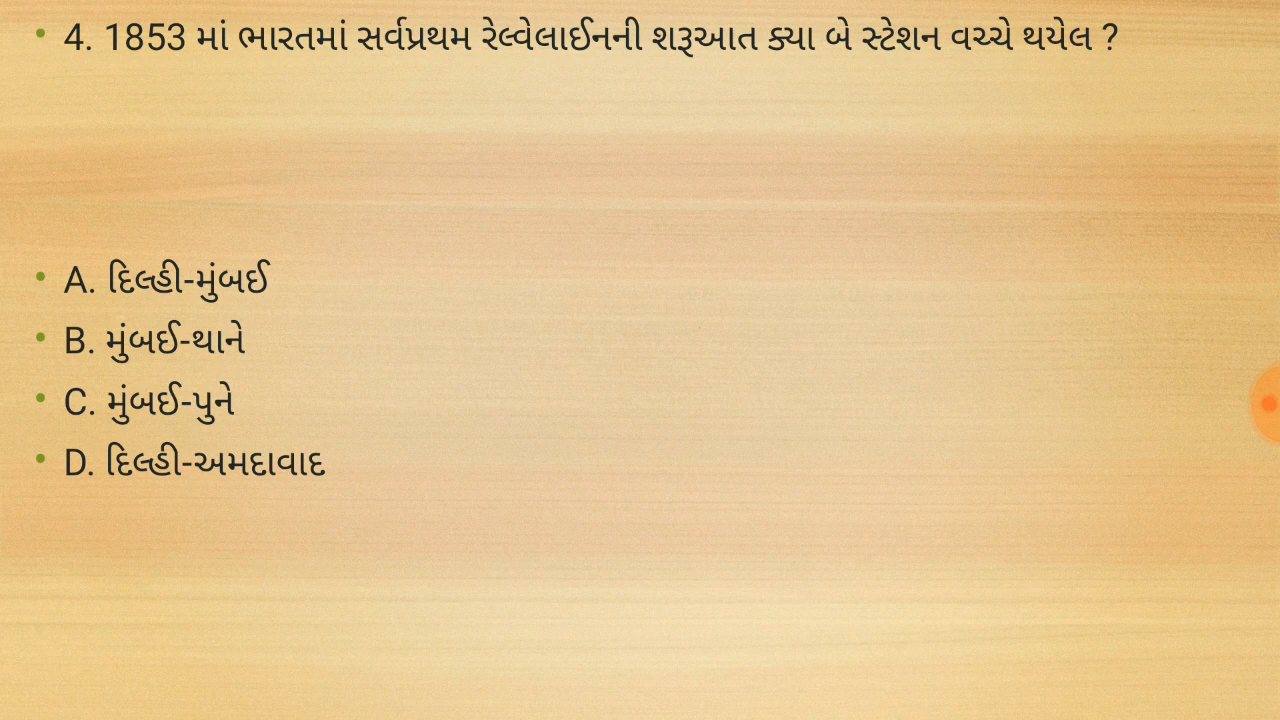 • 4. 1853 માં ભારતમાં સર્વપ્રથમ રેલ્વેલાઈનની શરૂઆત ક્યા બે સ્ટેશન વચ્ચે થયેલ ?
• A. દિલ્હી-મુંબઈ
• B. મુંબઈ-થાને
• C. મુંબઈ-પુને
• D. દિલ્હી-અમદાવાદ